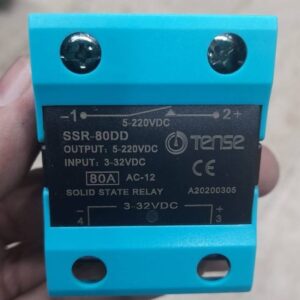 −1 2+
5-220VDC
SSR-80DD
OUTPUT: 5-220VDC
INPUT: 3-32VDC
TENSE
80A AC-12
CE
SOLID STATE RELAY A20200305
3-32VDC
− +
4 3